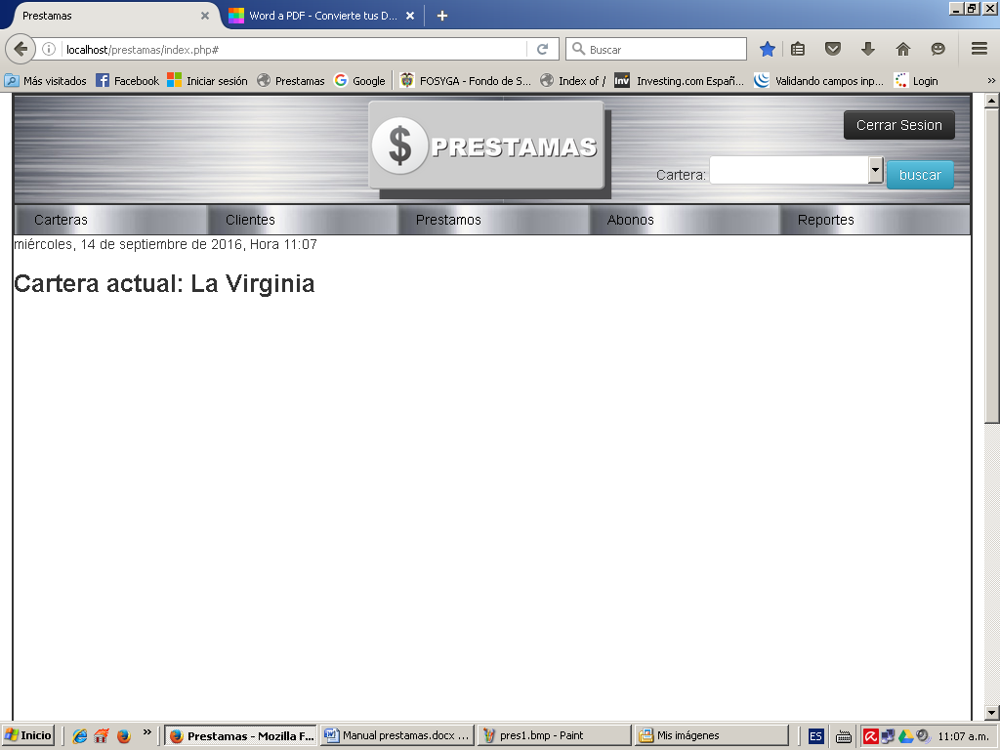 Prestamas
Word a PDF - Convierte tus D...
localhost/prestamas/index.php#
Buscar
Más visitados Facebook Iniciar sesión Prestamas Google FOSYGA - Fondo de S... Index of / Investing.com Españ... Validando campos inp... Login
Cerrar Sesion
$ PRESTAMAS
Cartera: buscar
Carteras Clientes Prestamos Abonos Reportes
miércoles, 14 de septiembre de 2016, Hora 11:07
Cartera actual: La Virginia
Inicio Prestamas - Mozilla F... Manual prestamas.docx ... pres1.bmp - Paint Mis imágenes ES 11:07 a.m.